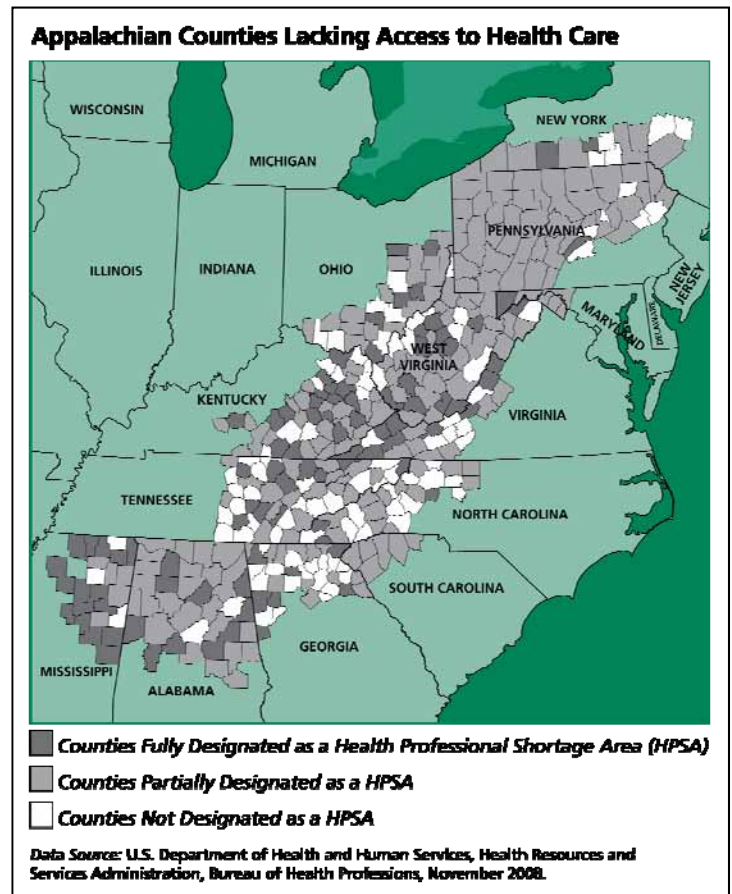 Appalachian Counties Lacking Access to Health Care
WISCONSIN
NEW YORK
MICHIGAN
PENNSYLVANIA
ILLINOIS
INDIANA
OHIO
NEW
JERSEY
MARYLAND
DELAWARE
WEST
VIRGINIA
KENTUCKY
VIRGINIA
TENNESSEE
NORTH CAROLINA
SOUTH CAROLINA
GEORGIA
MISSISSIPPI
ALABAMA
Counties Fully Designated as a Health Professional Shortage Area (HPSA)
Counties Partially Designated as a HPSA
Counties Not Designated as a HPSA
Data Source: U.S. Department of Health and Human Services, Health Resources and
Services Administration, Bureau of Health Professions, November 2008.